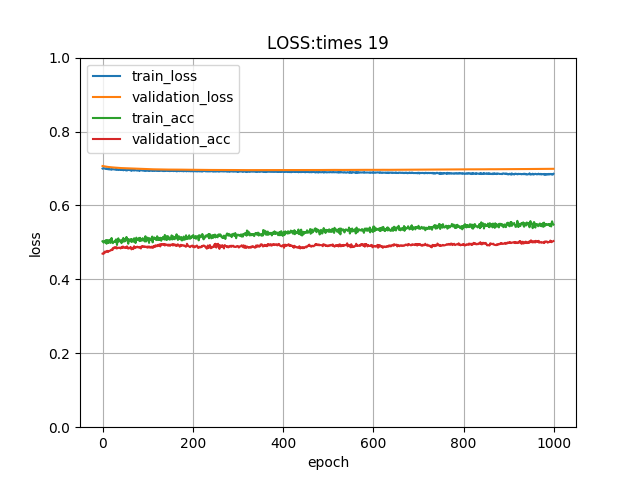 LOSS:times 19
1.0
0.8
0.6
0.4
0.2
0.0
loss
train_loss
validation_loss
train_acc
validation_acc
0 200 400 600 800 1000
epoch